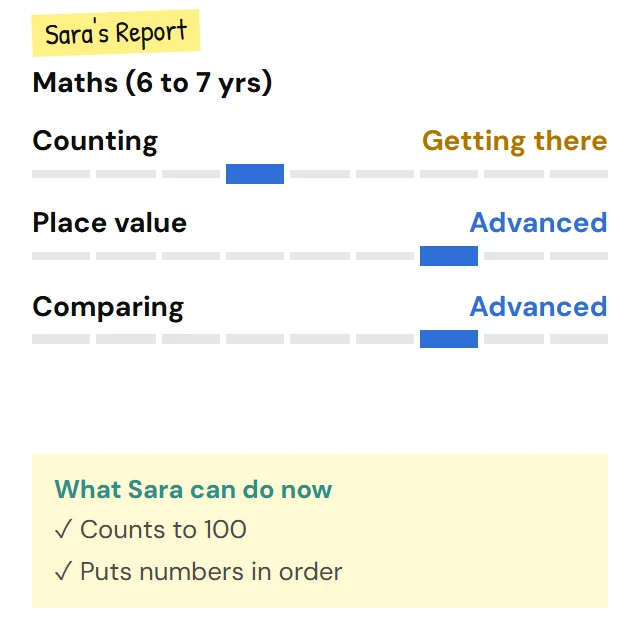 Sara's Report
Maths (6 to 7 yrs)
Counting Getting there
Place value Advanced
Comparing Advanced
What Sara can do now
✓ Counts to 100
✓ Puts numbers in order